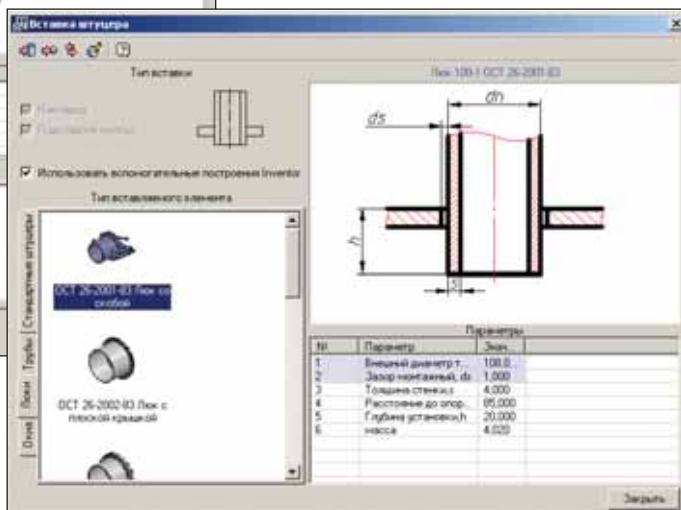 Вставка штуцера
Тип вставки
Люк 100-1 ОСТ 26-2001-83
Накладка
Использовать вспомогательные построения Inventor
Тип вставляемого элемента
Стандартные штуцеры
Трубы
Люки
Окна
ОСТ 26-2001-83 Люк со
скобой
ОСТ 26-2002-83 Люк с
плоской крышкой
dn
ds
h
s
Параметры
№ Параметр Знач...
1 Внешний диаметр т... 100,0...
2 Зазор монтажный, ds 1,000
3 Толщина стенки,s 4,000
4 Расстояние до опор... 85,000
5 Глубина установки,h 20,000
6 масса 4,020
Закрыть